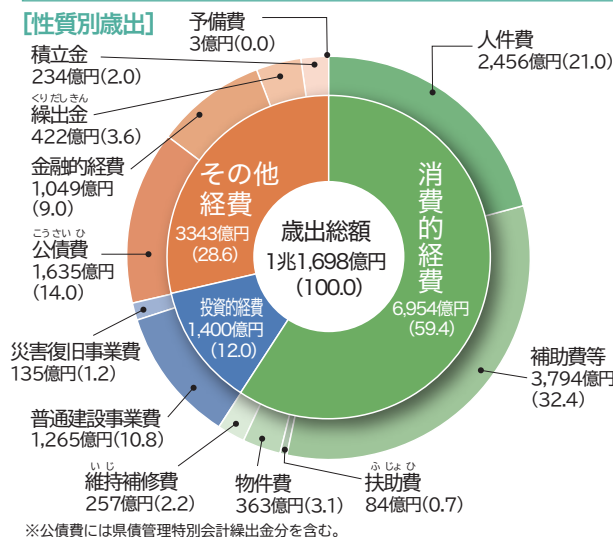 [性質別歳出]
予備費
3億円(0.0)
積立金
234億円(2.0)
くりだしきん
繰出金
422億円(3.6)
金融的経費
1,049億円
(9.0)
こうさいひ
公債費
1,635億円
(14.0)
災害復旧事業費
135億円(1.2)
普通建設事業費
1,265億円(10.8)
いじ
維持補修費
257億円(2.2)
物件費
363億円(3.1)
ふじょひ
扶助費
84億円(0.7)
補助費等
3,794億円
(32.4)
人件費
2,456億円(21.0)
その他
経費
3343億円
(28.6)
消費的経費
6,954億円
(59.4)
投資的経費
1,400億円
(12.0)
歳出総額
1兆1,698億円
(100.0)
※公債費には県債管理特別会計繰出金分を含む。